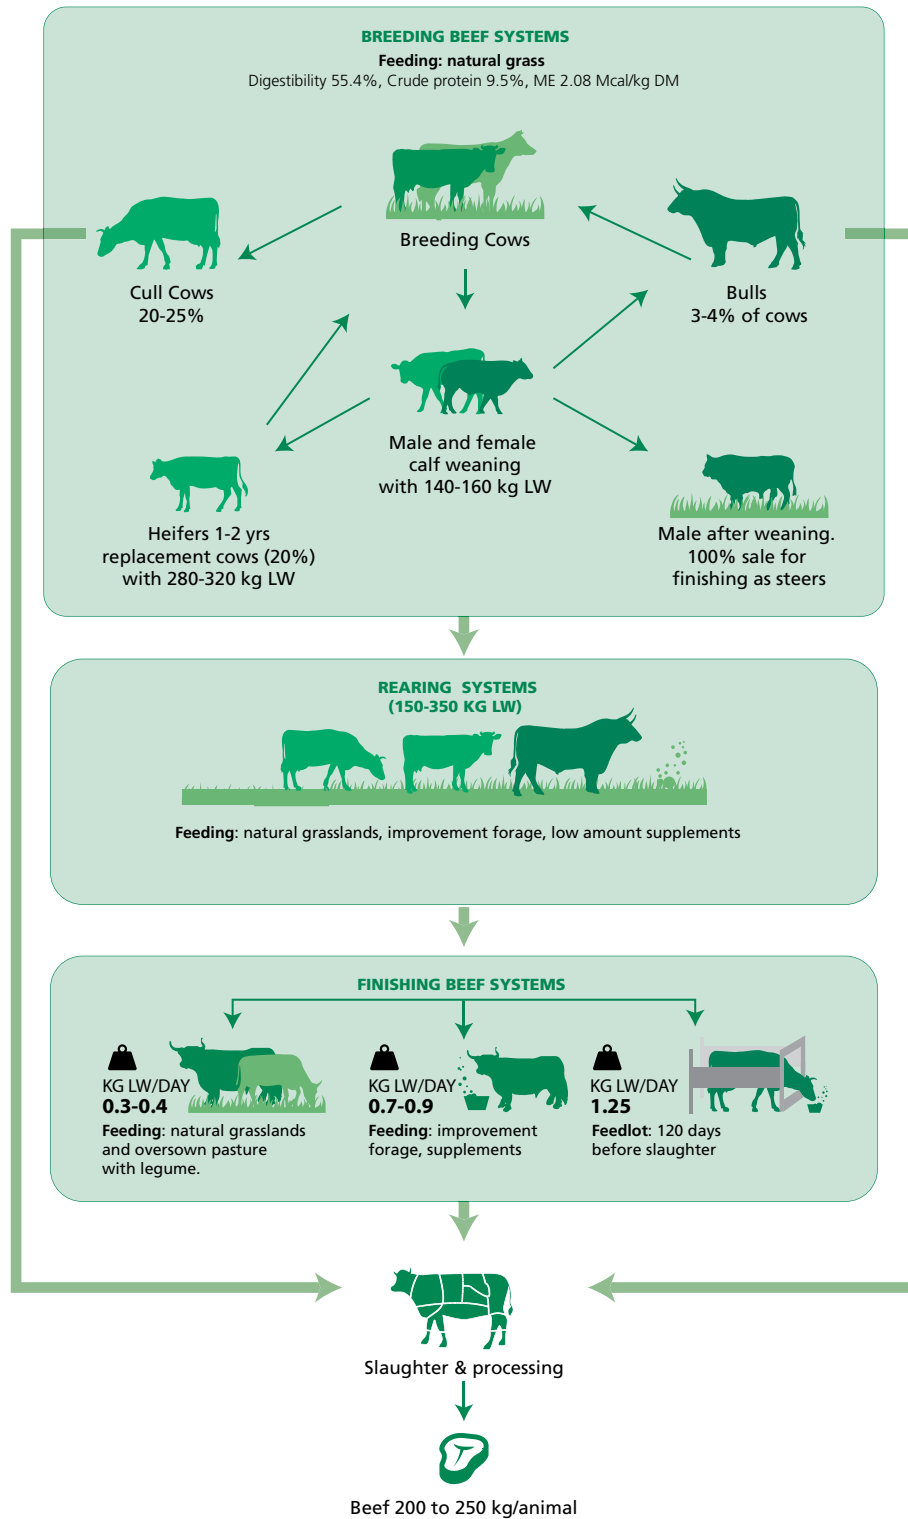 BREEDING BEEF SYSTEMS
Feeding: natural grass
Digestibility 55.4%, Crude protein 9.5%, ME 2.08 Mcal/kg DM
Breeding Cows
Cull Cows
20-25%
Bulls
3-4% of cows
Male and female
calf weaning
with 140-160 kg LW
Heifers 1-2 yrs
replacement cows (20%)
with 280-320 kg LW
Male after weaning.
100% sale for
finishing as steers
REARING SYSTEMS
(150-350 KG LW)
Feeding: natural grasslands, improvement forage, low amount supplements
FINISHING BEEF SYSTEMS
KG LW/DAY
0.3-0.4
Feeding: natural grasslands
and oversown pasture
with legume.
KG LW/DAY
0.7-0.9
Feeding: improvement
forage, supplements
KG LW/DAY
1.25
Feedlot: 120 days
before slaughter
Slaughter & processing
Beef 200 to 250 kg/animal